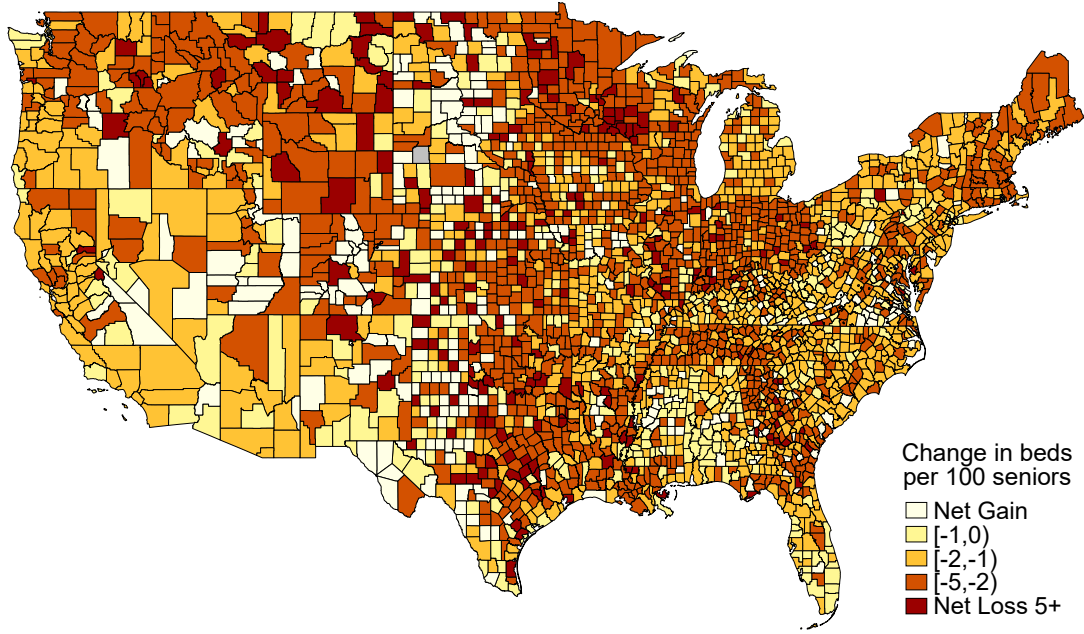 Change in beds
per 100 seniors
Net Gain
[-1,0)
[-2,-1)
[-5,-2)
Net Loss 5+